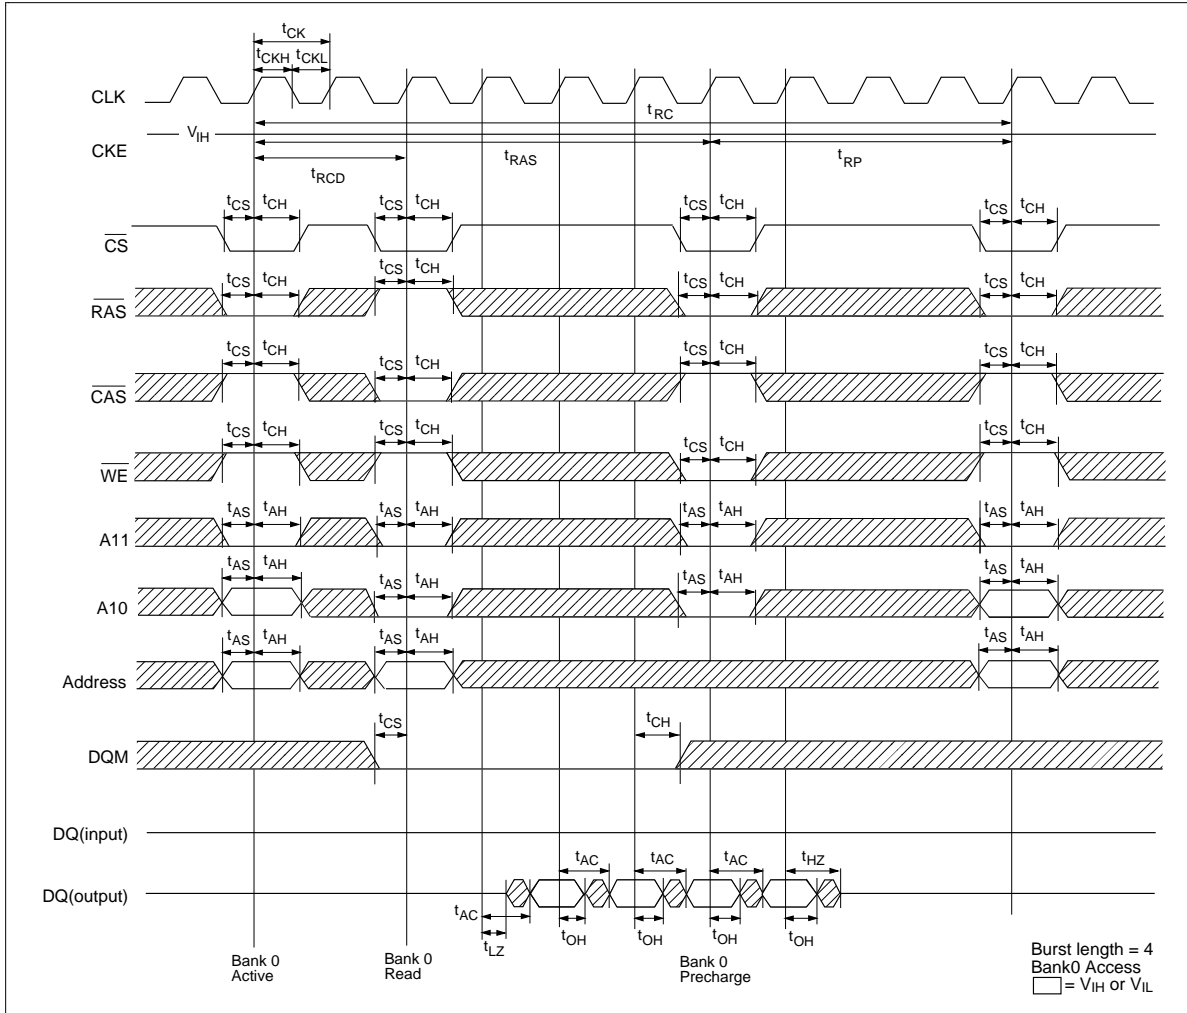 tCK
tCKH tCKL
CLK
tRC
VIH
CKE
tRAS tRP
tRCD
tCS tCH tCS tCH tCS tCH tCS tCH
CS
tCS tCH tCS tCH tCS tCH tCS tCH
RAS
tCS tCH tCS tCH tCS tCH tCS tCH
CAS
tCS tCH tCS tCH tCS tCH tCS tCH
WE
tAS tAH tAS tAH tAS tAH tAS tAH
A11
tAS tAH tAS tAH tAS tAH tAS tAH
A10
tAS tAH tAS tAH tAS tAH
Address
tCS tCH
DQM
DQ(input)
tAC tAC tAC tHZ
DQ(output)
tAC
tLZ tOH tOH tOH tOH
Bank 0
Active
Bank 0
Read
Bank 0
Precharge
Burst length = 4
Bank0 Access
= VIH or VIL